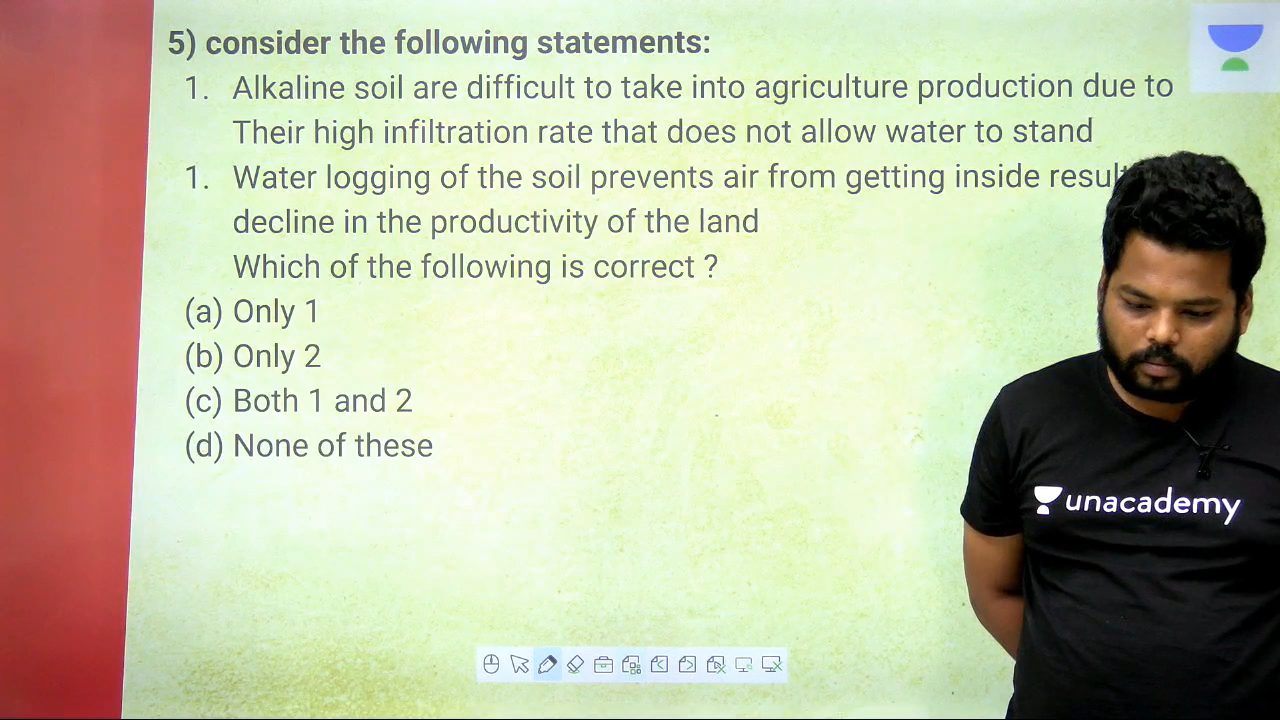 5) consider the following statements:
1. Alkaline soil are difficult to take into agriculture production due to
Their high infiltration rate that does not allow water to stand
1. Water logging of the soil prevents air from getting inside
decline in the productivity of the land
Which of the following is correct ?
(a) Only 1
(b) Only 2
(c) Both 1 and 2
(d) None of these
unacademy